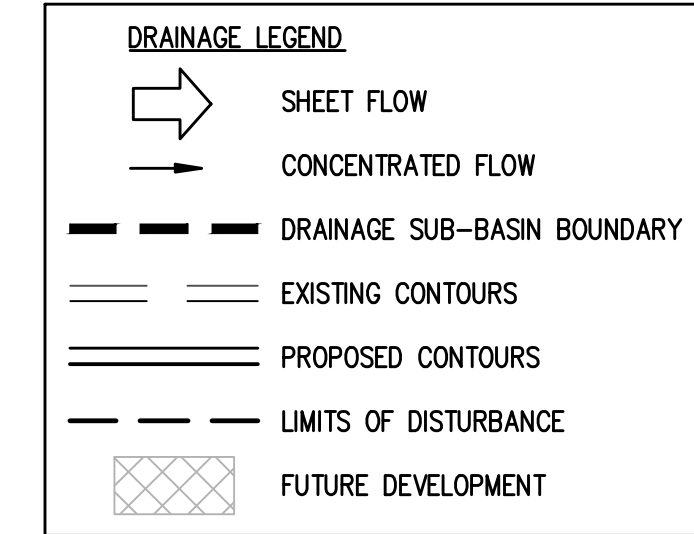 DRAINAGE LEGEND
SHEET FLOW
CONCENTRATED FLOW
DRAINAGE SUB-BASIN BOUNDARY
EXISTING CONTOURS
PROPOSED CONTOURS
LIMITS OF DISTURBANCE
FUTURE DEVELOPMENT